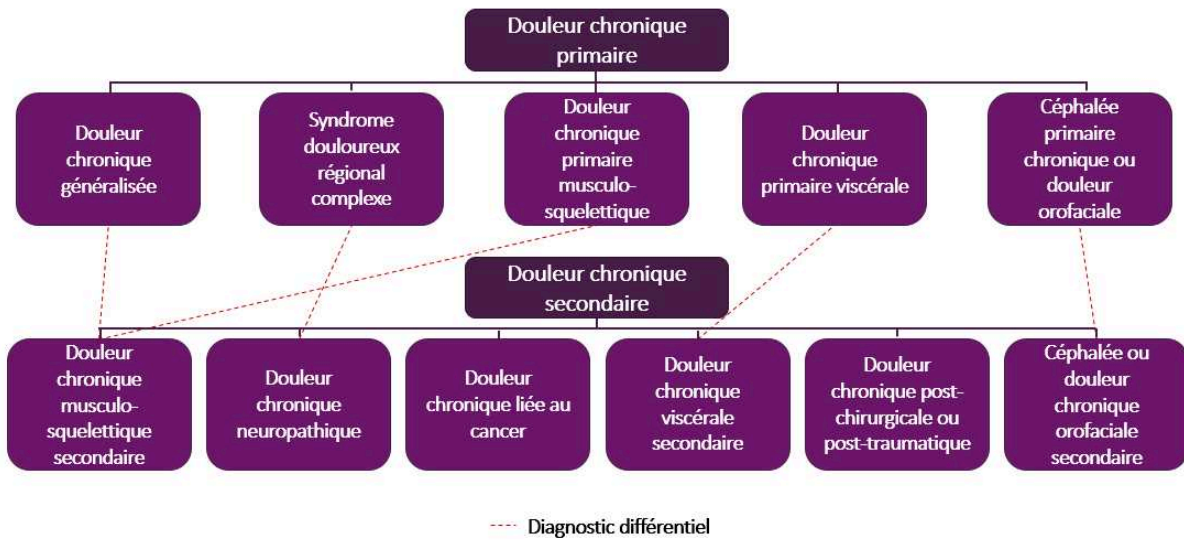 Douleur chronique
primaire
Douleur
chronique
généralisée
Syndrome
douloureux
régional
complexe
Douleur
chronique
primaire
musculo-
squelettique
Douleur
chronique
primaire viscérale
Céphalée
primaire
chronique ou
douleur
orofaciale
Douleur chronique
secondaire
Douleur
chronique
musculo-
squelettique
secondaire
Douleur
chronique
neuropathique
Douleur
chronique liée au
cancer
Douleur
chronique
viscérale
secondaire
Douleur
chronique post-
chirurgicale ou
post-traumatique
Céphalée ou
douleur
chronique
orofaciale
secondaire
Diagnostic différentiel